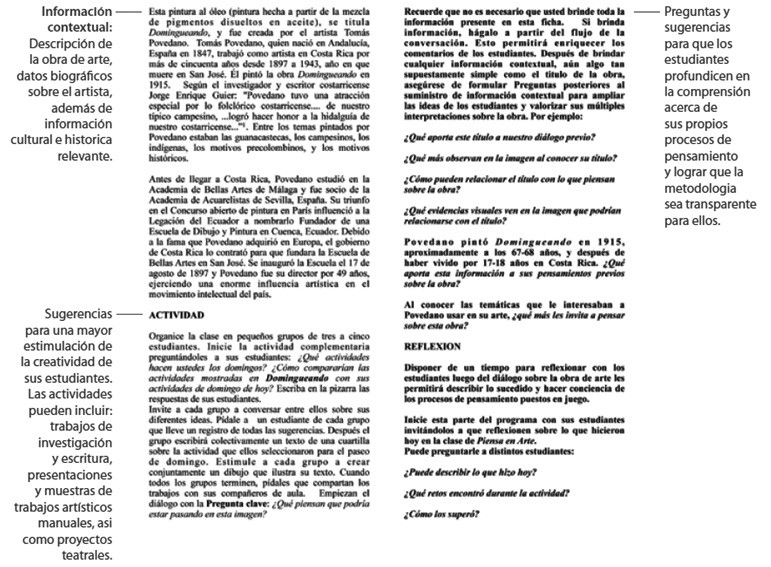 Información
contextual:
Descripción de
la obra de arte,
datos biográficos
sobre el artista,
además de
información
cultural e historica
relevante.
Esta pintura al óleo (pintura hecha a partir de la mezcla
de pigmentos disueltos en aceite), se titula
Domingueando, y fue creada por el artista Tomás
Povedano. Tomás Povedano, quien nació en Andalucía,
España en 1847, trabajó como artista en Costa Rica por
más de cincuenta años desde 1897 a 1943, año en que
muere en San José. Él pintó la obra Domingueando en
1915. Según el investigador y escritor costarricense
Jorge Enrique Guier: "Povedano tuvo una atracción
especial por lo folclórico costarricense.... de nuestro
típico campesino, ...logró hacer honor a la hidalguía de
nuestro costarricense..."¹. Entre los temas pintados por
Povedano estaban las guanacastecas, los campesinos, los
indígenas, los motivos precolombinos, y los motivos
históricos.
Antes de llegar a Costa Rica, Povedano estudió en la
Academia de Bellas Artes de Málaga y fue socio de la
Academia de Acuarelistas de Sevilla, España. Su triunfo
en el Concurso abierto de pintura en París influenció a la
Legación del Ecuador a nombrarlo Fundador de una
Escuela de Dibujo y Pintura en Cuenca, Ecuador. Debido
a la fama que Povedano adquirió en Europa, el gobierno
de Costa Rica lo contrató para que fundara la Escuela de
Bellas Artes en San José. Se inauguró la Escuela el 17 de
agosto de 1897 y Povedano fue su director por 49 años,
ejerciendo una enorme influencia artística en el
movimiento intelectual del país.
Sugerencias
para una mayor
estimulación de
la creatividad de
sus estudiantes.
Las actividades
pueden incluir:
trabajos de
investigación
y escritura,
presentaciones
y muestras de
trabajos artísticos
manuales, asi
como proyectos
teatrales.
ACTIVIDAD
Organice la clase en pequeños grupos de tres a cinco
estudiantes. Inicie la actividad complementaria
preguntándoles a sus estudiantes: ¿Qué actividades
hacen ustedes los domingos? ¿Cómo compararían las
actividades mostradas en Domingueando con sus
actividades de domingo de hoy? Escriba en la pizarra las
respuestas de sus estudiantes.
Invite a cada grupo a conversar entre ellos sobre sus
diferentes ideas. Pídale a un estudiante de cada grupo
que lleve un registro de todas las sugerencias. Después el
grupo escribirá colectivamente un texto de una cuartilla
sobre la actividad que ellos seleccionaron para el paseo
de domingo. Estimule a cada grupo a crear
conjuntamente un dibujo que ilustra su texto. Cuando
todos los grupos terminen, pídales que compartan los
trabajos con sus compañeros de aula. Empiezan el
diálogo con la Pregunta clave: ¿Qué piensan que podría
estar pasando en esta imagen?
Recuerde que no es necesario que usted brinde toda la
información presente en esta ficha. Si brinda
información, hágalo a partir del flujo de la
conversación. Esto permitirá enriquecer los
comentarios de los estudiantes. Después de brindar
cualquier información contextual, aún algo tan
supuestamente simple como el título de la obra,
asegúrese de formular Preguntas posteriores al
suministro de información contextual para ampliar
las ideas de los estudiantes y valorizar sus múltiples
interpretaciones sobre la obra. Por ejemplo:
¿Qué aporta este título a nuestro diálogo previo?
¿Qué más observan en la imagen al conocer su título?
¿Cómo pueden relacionar el título con lo que piensan
sobre la obra?
¿Qué evidencias visuales ven en la imagen que podrían
relacionarse con el título?
Povedano pintó Domingueando en 1915,
aproximadamente a los 67-68 años, y después de
haber vivido por 17-18 años en Costa Rica. ¿Qué
aporta esta información a sus pensamientos previos
sobre la obra?
Al conocer las temáticas que le interesaban a
Povedano usar en su arte, ¿qué más les invita a pensar
sobre esta obra?
REFLEXION
Disponer de un tiempo para reflexionar con los
estudiantes luego del diálogo sobre la obra de arte les
permitirá describir lo sucedido y hacer conciencia de
los procesos de pensamiento puestos en juego.
Inicie esta parte del programa con sus estudiantes
invitándolos a que reflexionen sobre lo que hicieron
hoy en la clase de Piensa en Arte.
Puede preguntarle a distintos estudiantes:
¿Puede describir lo que hizo hoy?
¿Qué retos encontró durante la actividad?
¿Cómo los superó?
Preguntas y
sugerencias
para que los
estudiantes
profundicen en
la comprensión
acerca de
sus propios
procesos de
pensamiento
y lograr que la
metodologia
sea transparente
para ellos.